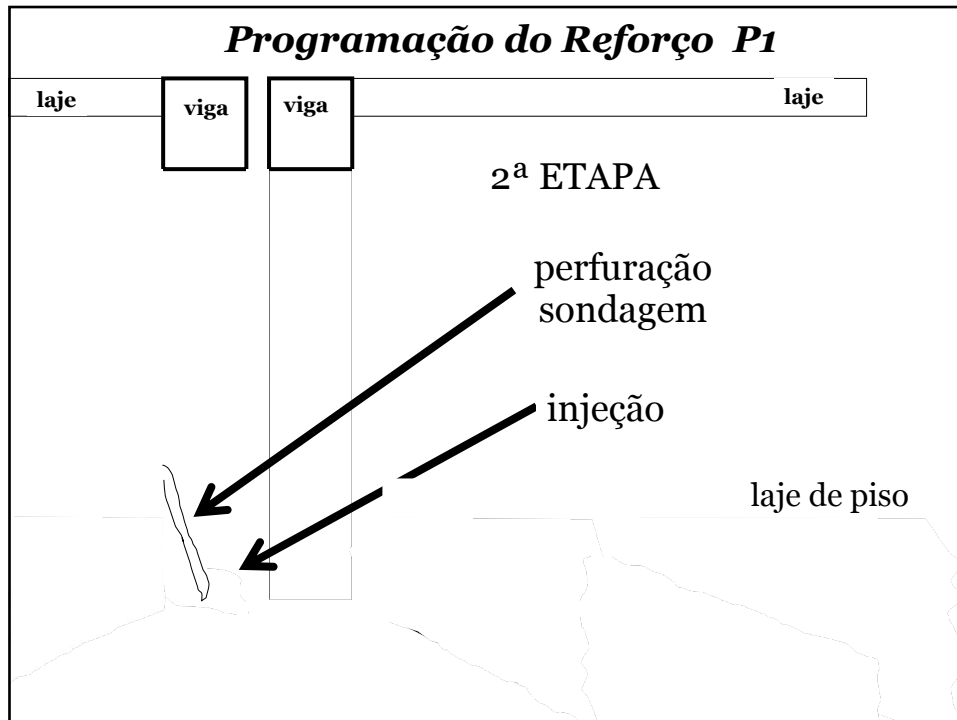 Programação do Reforço P1
laje
viga
viga
laje
2ª ETAPA
perfuração
sondagem
injeção
laje de piso